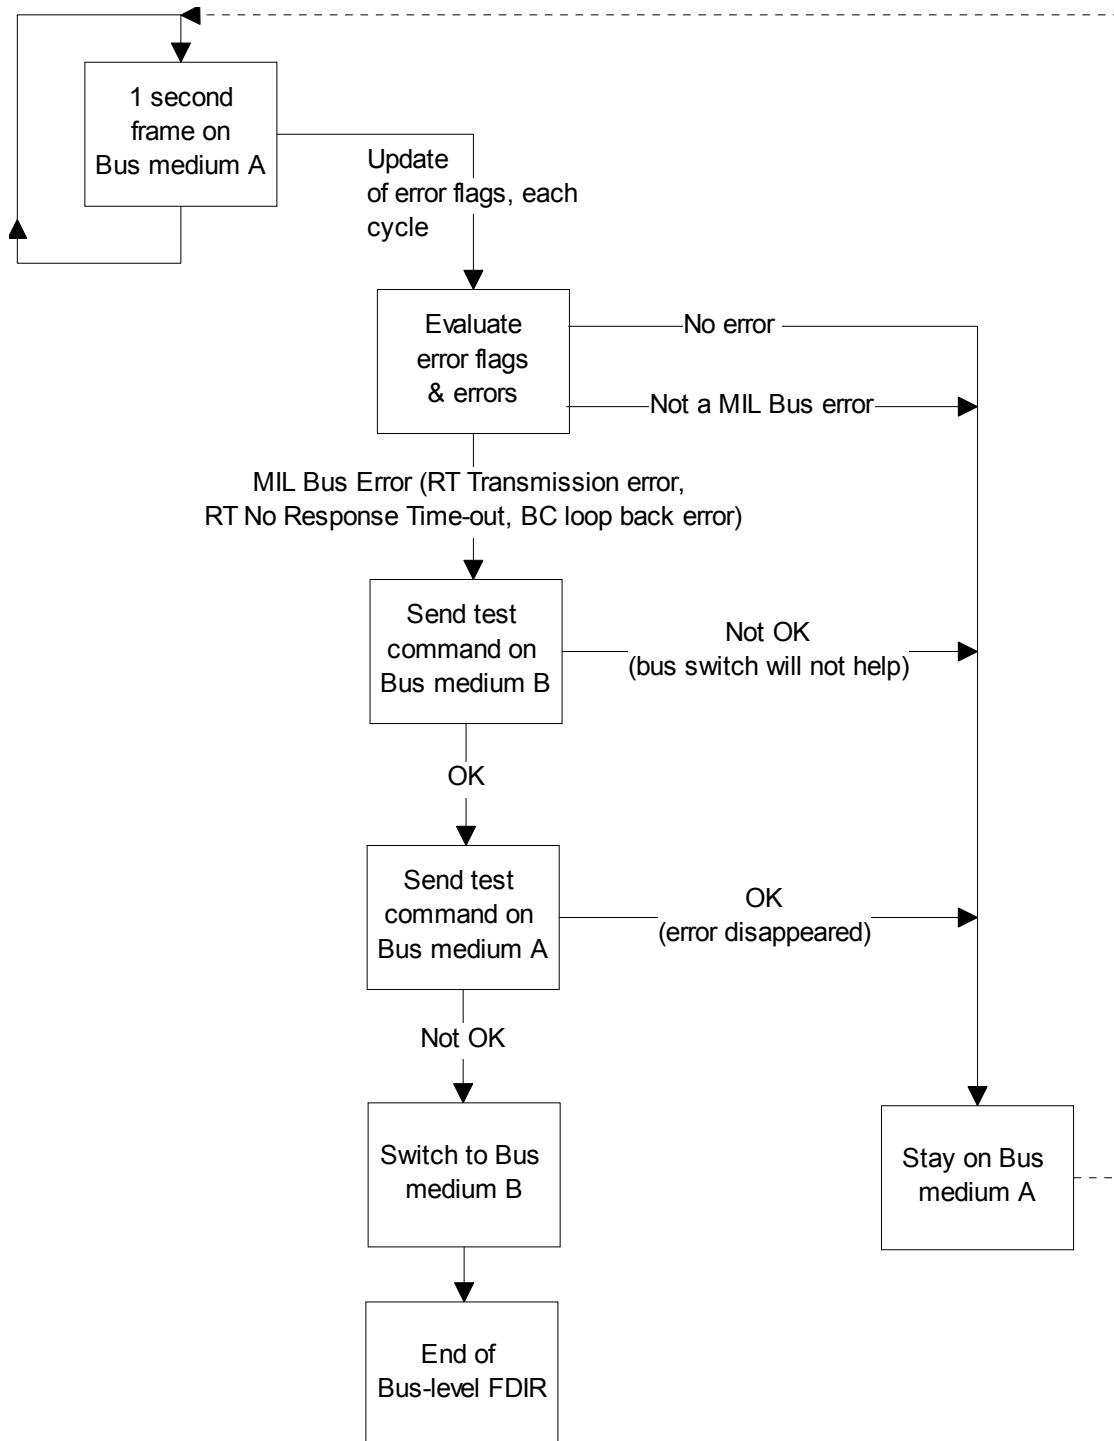 1 second
frame on
Bus medium A
Update
of error flags, each
cycle
Evaluate
error flags
& errors
No error
Not a MIL Bus error
MIL Bus Error (RT Transmission error,
RT No Response Time-out, BC loop back error)
Send test
command on
Bus medium B
Not OK
(bus switch will not help)
OK
Send test
command on
Bus medium A
OK
(error disappeared)
Not OK
Switch to Bus
medium B
Stay on Bus
medium A
End of
Bus-level FDIR